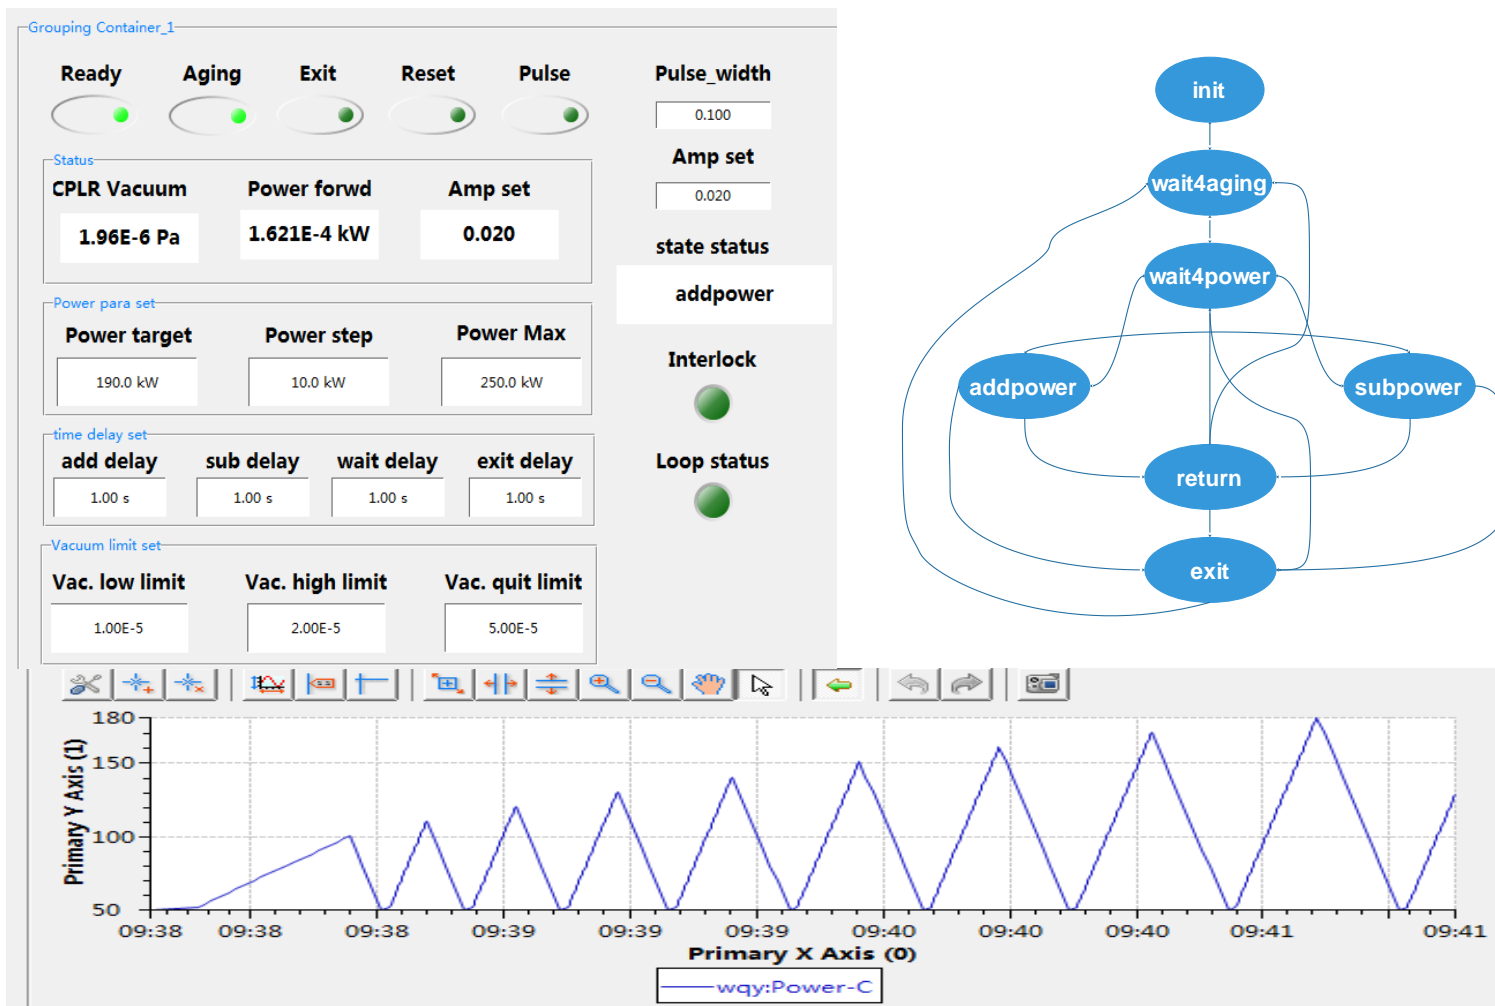 Grouping Container_1
Ready Aging Exit Reset Pulse
Pulse_width
0.100
Amp set
0.020
state status
addpower
Interlock
Loop status
Status
CPLR Vacuum Power forwd Amp set
1.96E-6 Pa 1.621E-4 kW 0.020
Power para set
Power target Power step Power Max
190.0 kW 10.0 kW 250.0 kW
time delay set
add delay sub delay wait delay exit delay
1.00 s 1.00 s 1.00 s 1.00 s
Vacuum limit set
Vac. low limit Vac. high limit Vac. quit limit
1.00E-5 2.00E-5 5.00E-5
init
wait4aging
wait4power
addpower subpower
return
exit
Primary Y Axis (1)
180
150
100
50
09:38 09:38 09:38 09:39 09:39 09:39 09:40 09:40 09:40 09:41 09:41
Primary X Axis (0)
wqy:Power-C